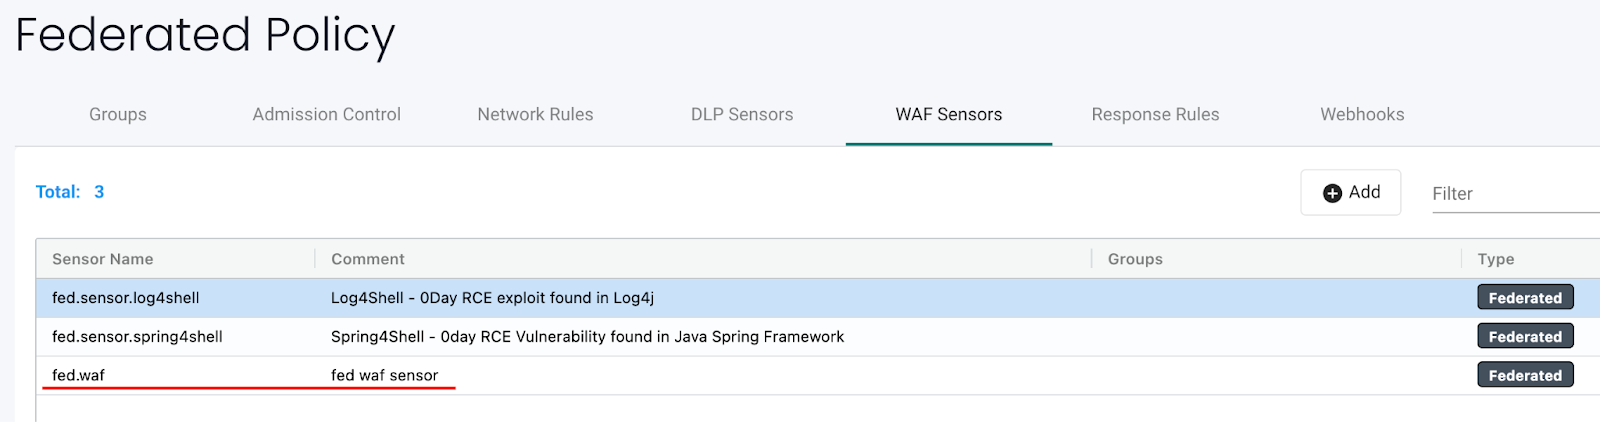 Federated Policy
Groups Admission Control Network Rules DLP Sensors WAF Sensors Response Rules Webhooks
Total: 3 Add Filter
Sensor Name Comment Groups Type
fed.sensor.log4shell Log4Shell - 0Day RCE exploit found in Log4j Federated
fed.sensor.spring4shell Spring4Shell - 0day RCE Vulnerability found in Java Spring Framework Federated
fed.waf fed waf sensor Federated